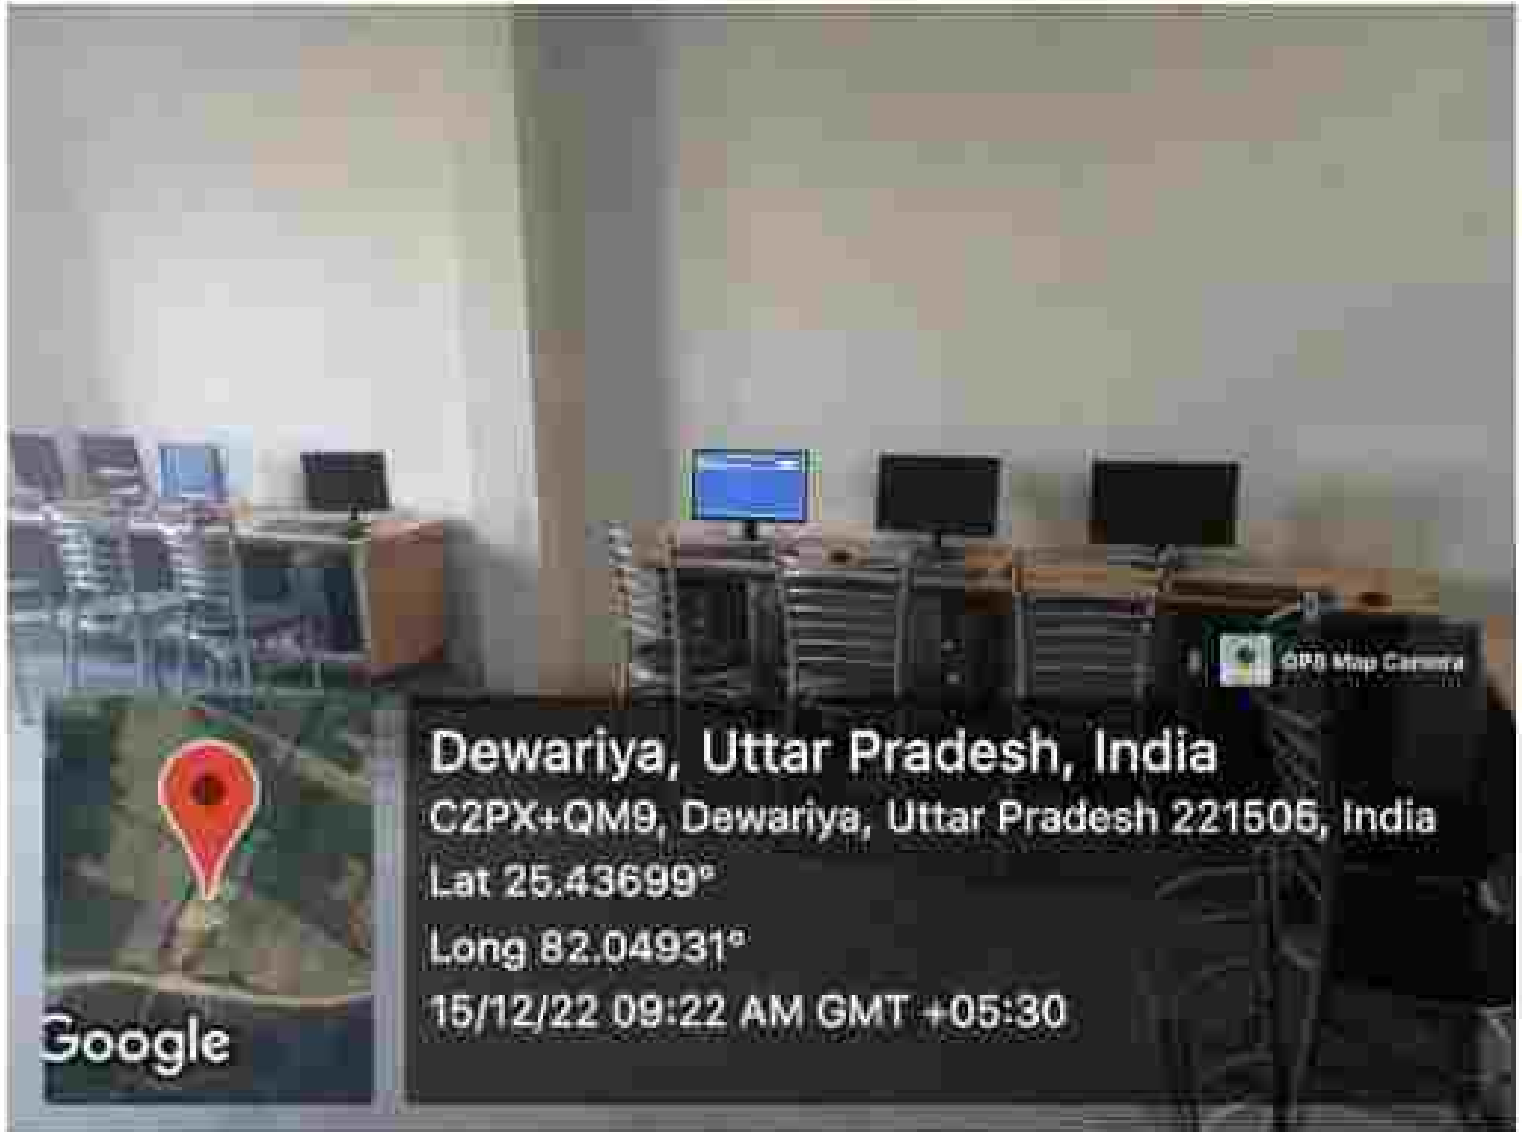 GPS Map Camera
Dewariya, Uttar Pradesh, India
C2PX+QM9, Dewariya, Uttar Pradesh 221505, India
Lat 25.43699°
Long 82.04931°
15/12/22 09:22 AM GMT +05:30
Google